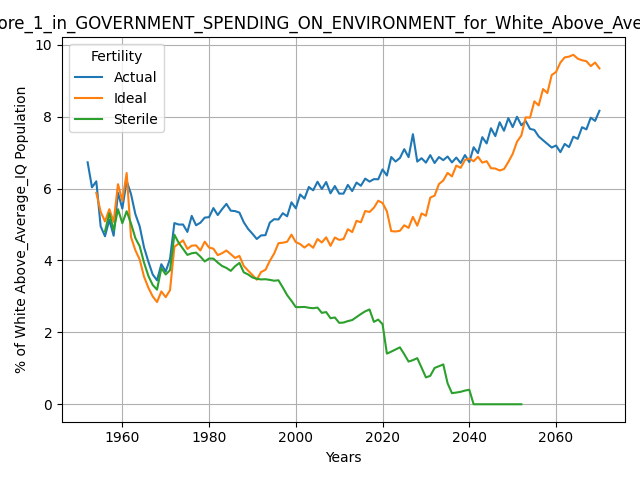 ore_1_in_GOVERNMENT_SPENDING_ON_ENVIRONMENT_for_White_Above_Ave
Fertility
Actual
Ideal
Sterile
% of White Above_Average_IQ Population
10
8
6
4
2
0
1960
1980
2000
2020
2040
2060
Years